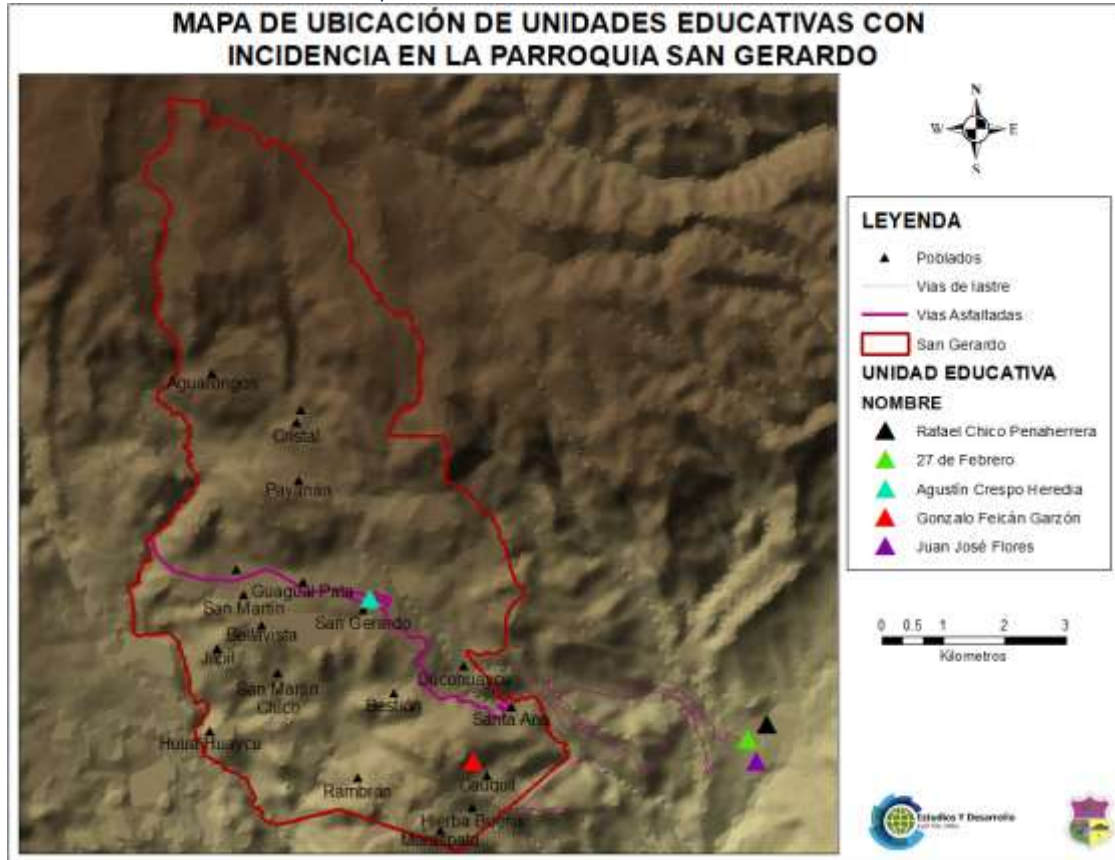 MAPA DE UBICACIÓN DE UNIDADES EDUCATIVAS CON
INCIDENCIA EN LA PARROQUIA SAN GERARDO
N
W E
S
LEYENDA
Poblados
Vias de lastre
Vias Asfalladas
San Gerardo
UNIDAD EDUCATIVA
NOMBRE
Rafael Chico Penaherrera
27 de Febrero
Agustín Crespo Heredia
Gonzalo Feicán Garzón
Juan José Flores
0 0.5 1 2 3
Kilometros
Aguarongos
Cristal
Payanan
Guagual Pata
San Martin
San Gerardo
Bellavista
San Martin
Chico
Bestion
Santa Ana
Rambran
Cauquil
Hierba Buena
Estudios Y Desarrollo